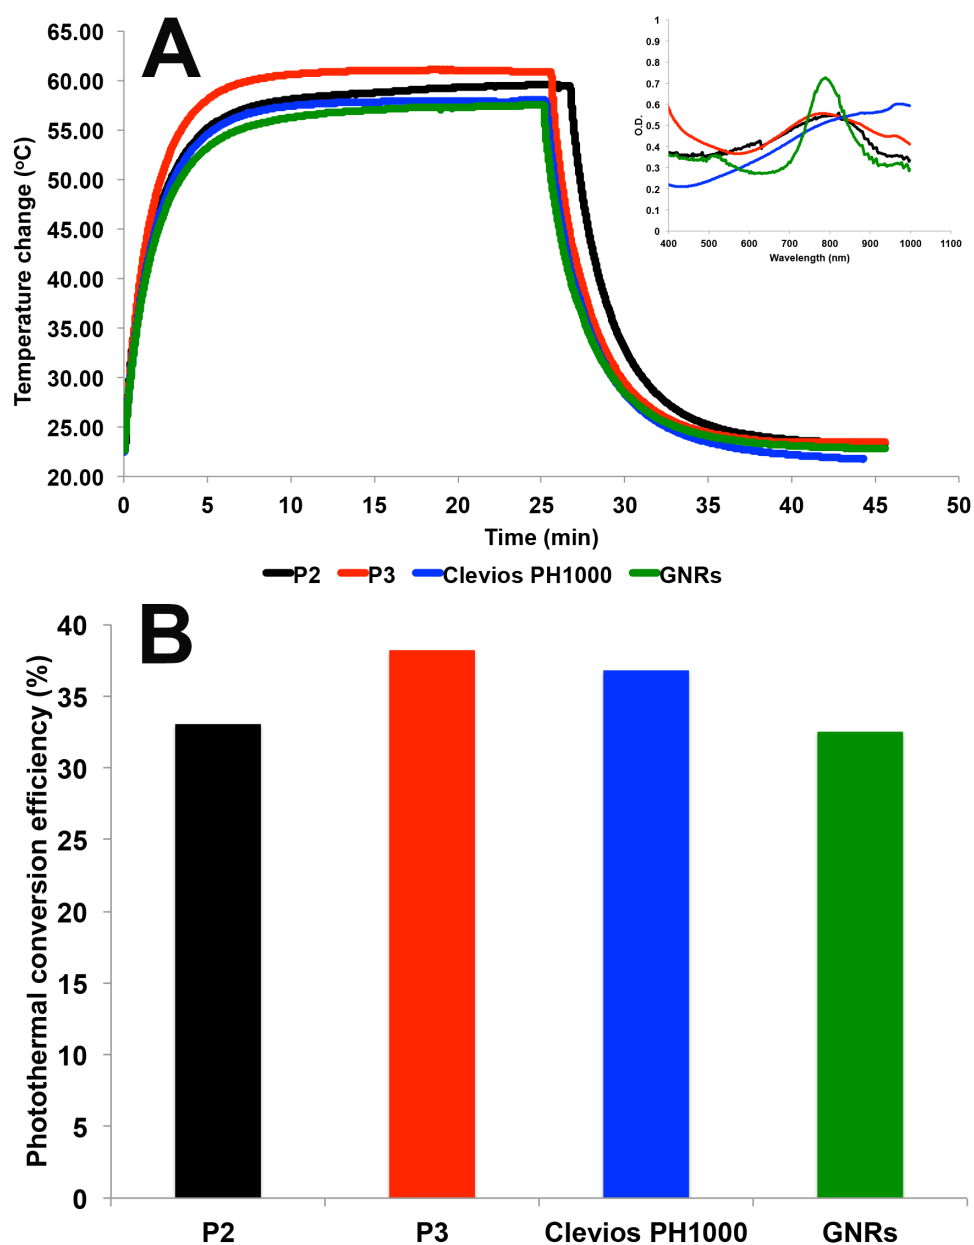 A
65.00
60.00
55.00
50.00
45.00
40.00
35.00
30.00
25.00
20.00
Temperature change (ºC)
0 5 10 15 20 25 30 35 40 45 50
Time (min)
1
0.9
0.8
0.7
0.6
0.5
0.4
0.3
0.2
0.1
0
O.D.
400 500 600 700 800 900 1000 1100
Wavelength (nm)
P2 P3 Clevios PH1000 GNRs
B
40
35
30
25
20
15
10
5
0
Photothermal conversion efficiency (%)
P2 P3 Clevios PH1000 GNRs